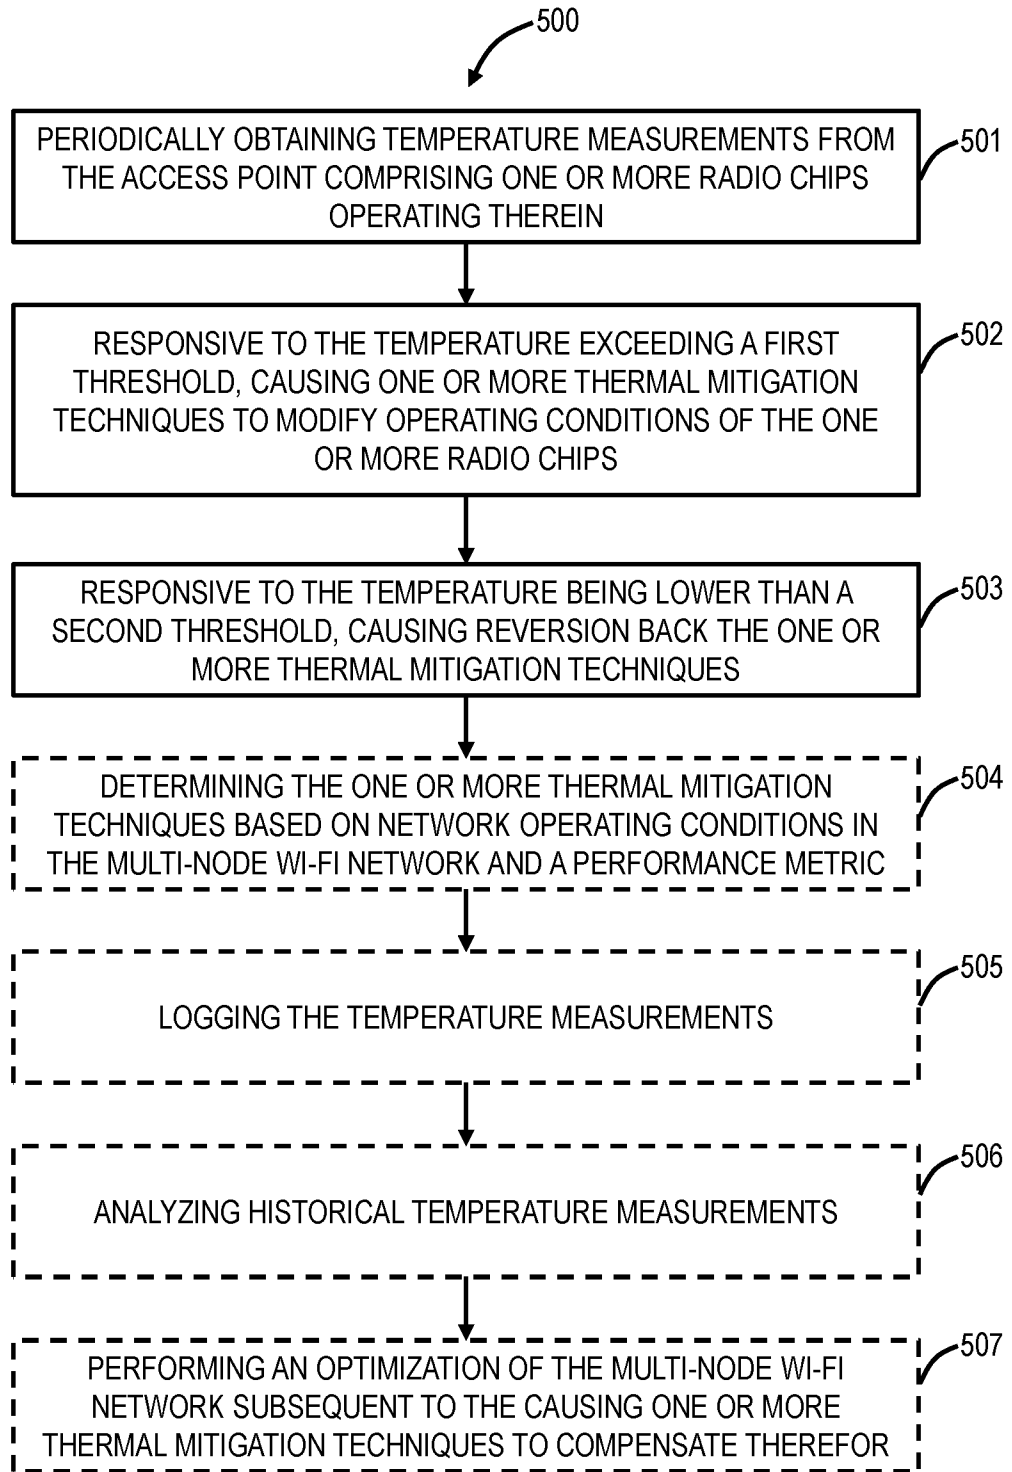 500
PERIODICALLY OBTAINING TEMPERATURE MEASUREMENTS FROM
THE ACCESS POINT COMPRISING ONE OR MORE RADIO CHIPS
OPERATING THEREIN
501
RESPONSIVE TO THE TEMPERATURE EXCEEDING A FIRST
THRESHOLD, CAUSING ONE OR MORE THERMAL MITIGATION
TECHNIQUES TO MODIFY OPERATING CONDITIONS OF THE ONE
OR MORE RADIO CHIPS
502
RESPONSIVE TO THE TEMPERATURE BEING LOWER THAN A
SECOND THRESHOLD, CAUSING REVERSION BACK THE ONE OR
MORE THERMAL MITIGATION TECHNIQUES
503
DETERMINING THE ONE OR MORE THERMAL MITIGATION
TECHNIQUES BASED ON NETWORK OPERATING CONDITIONS IN
THE MULTI-NODE WI-FI NETWORK AND A PERFORMANCE METRIC
504
LOGGING THE TEMPERATURE MEASUREMENTS
505
ANALYZING HISTORICAL TEMPERATURE MEASUREMENTS
506
PERFORMING AN OPTIMIZATION OF THE MULTI-NODE WI-FI
NETWORK SUBSEQUENT TO THE CAUSING ONE OR MORE
THERMAL MITIGATION TECHNIQUES TO COMPENSATE THEREFOR
507